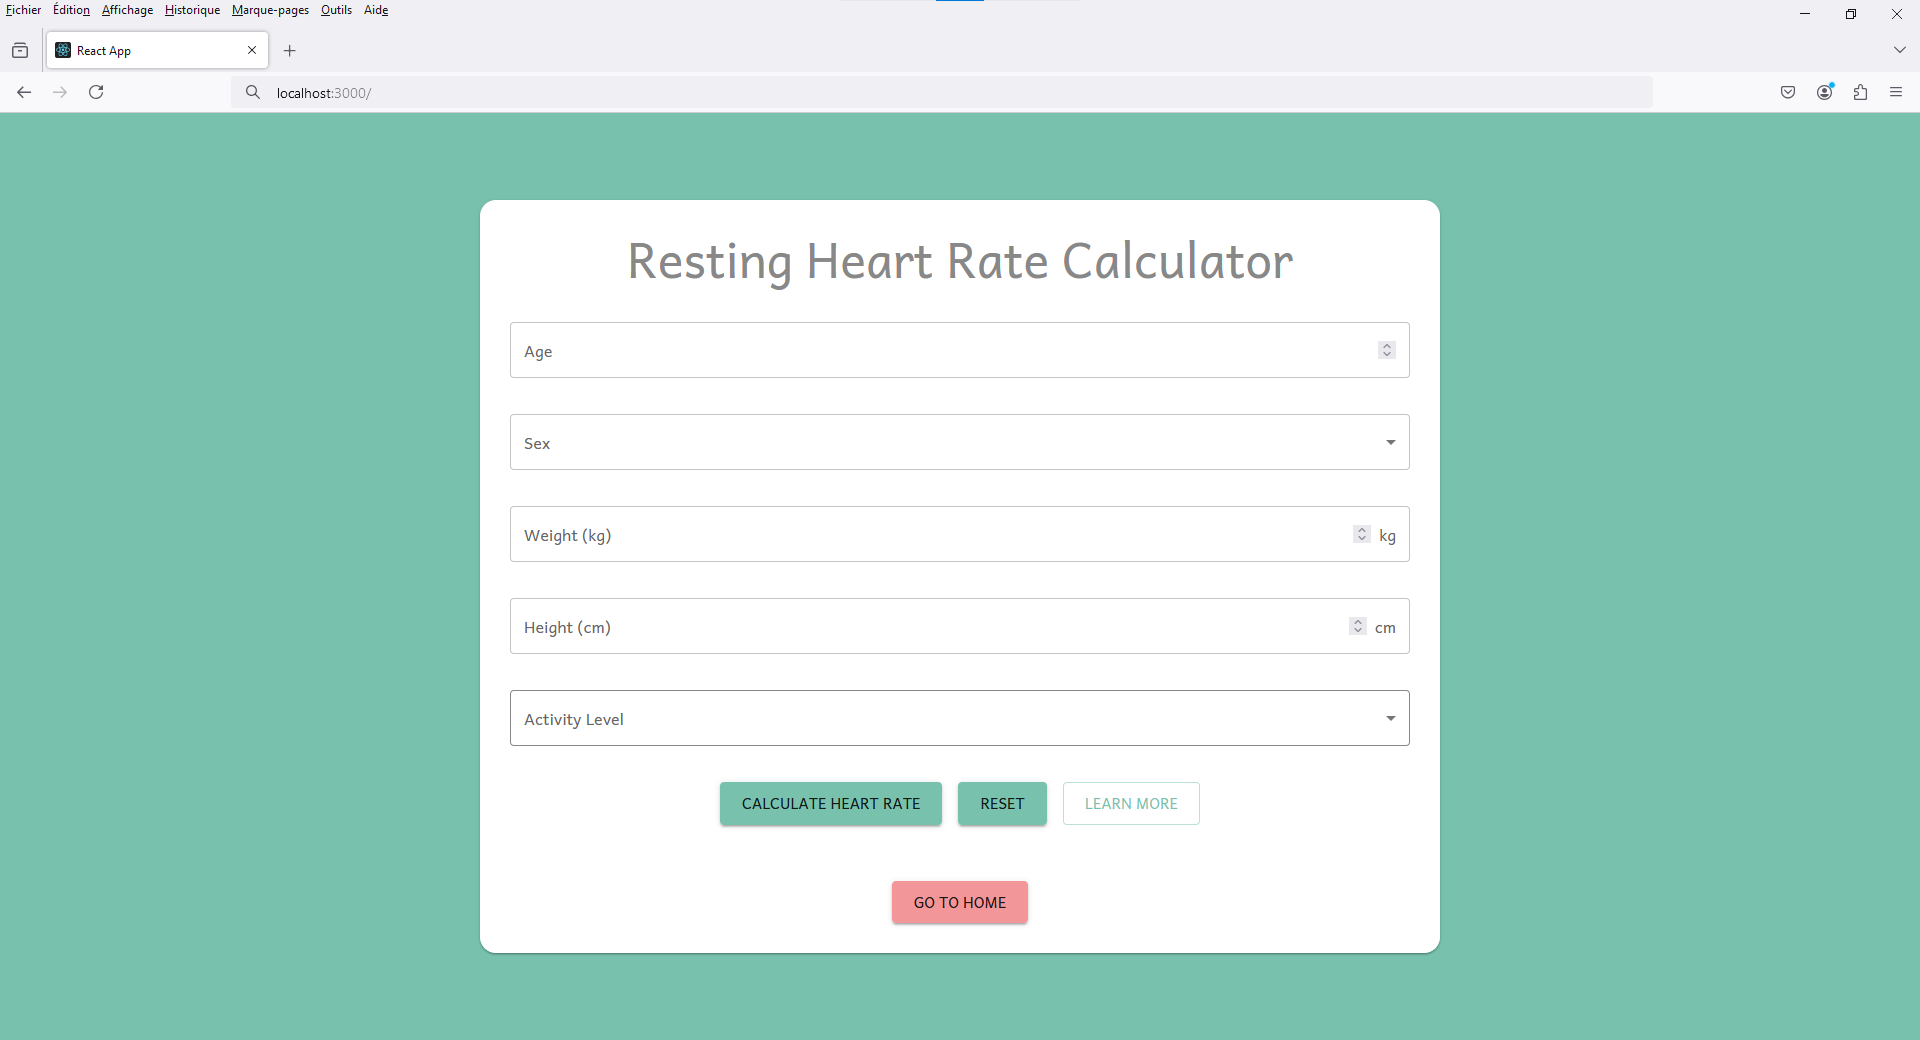 Fichier Édition Affichage Historique Marque-pages Outils Aide
React App
localhost:3000/
Resting Heart Rate Calculator
Age
Sex
Weight (kg) kg
Height (cm) cm
Activity Level
CALCULATE HEART RATE RESET LEARN MORE
GO TO HOME